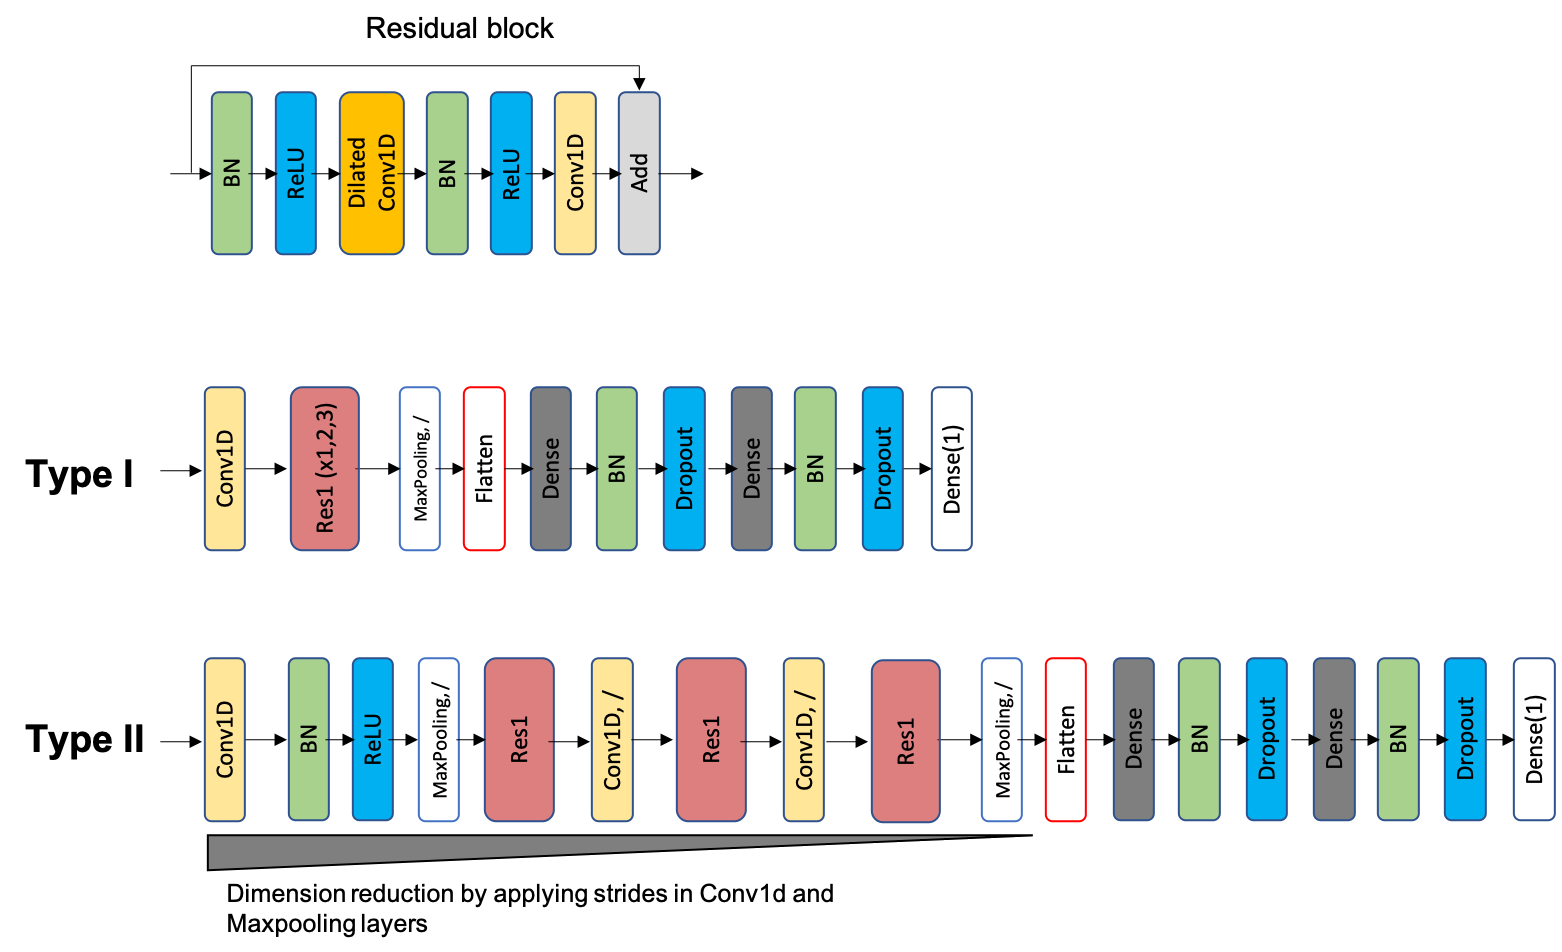 Residual block
BN
ReLU
Dilated
Conv1D
BN
ReLU
Conv1D
Add
Type I
Conv1D
Res1 (x1,2,3)
MaxPooling, /
Flatten
Dense
BN
Dropout
Dense
BN
Dropout
Dense(1)
Type II
Conv1D
BN
ReLU
MaxPooling, /
Res1
Conv1D, /
Res1
Conv1D, /
Res1
MaxPooling, /
Flatten
Dense
BN
Dropout
Dense
BN
Dropout
Dense(1)
Dimension reduction by applying strides in Conv1d and
Maxpooling layers